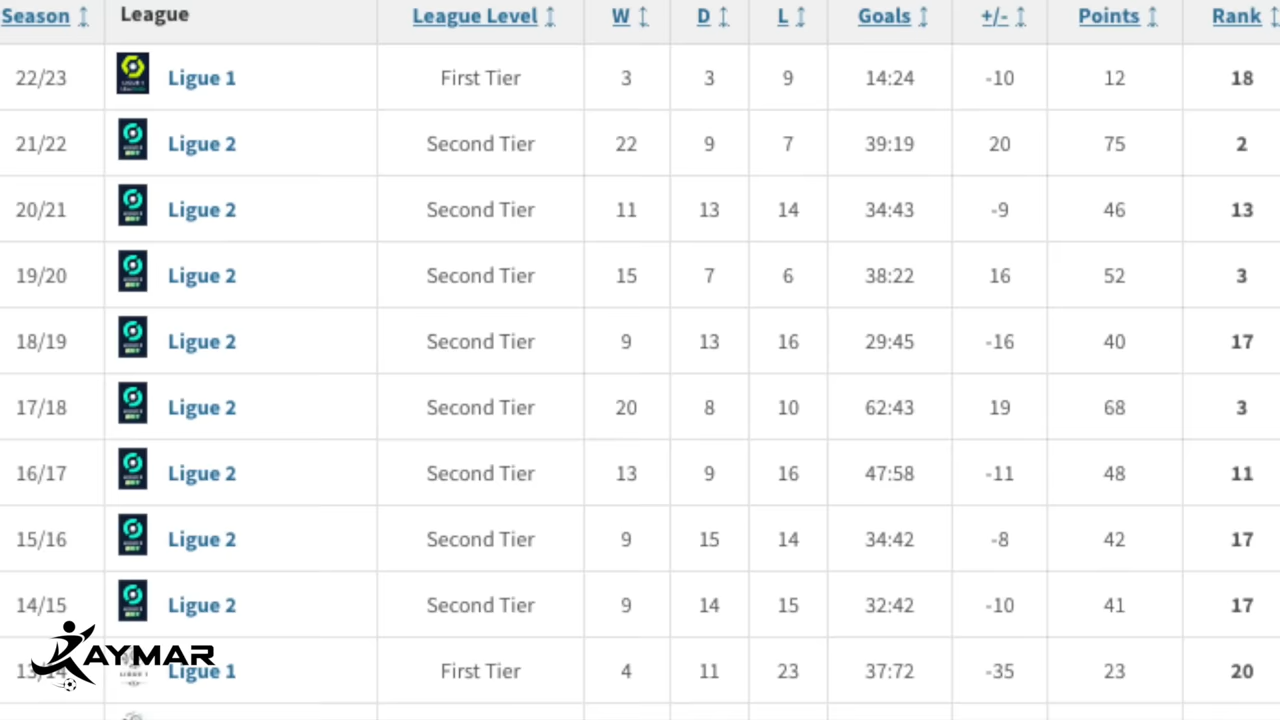 Season League League Level W D L Goals +/- Points Rank
22/23 Ligue 1 First Tier 3 3 9 14:24 -10 12 18
21/22 Ligue 2 Second Tier 22 9 7 39:19 20 75 2
20/21 Ligue 2 Second Tier 11 13 14 34:43 -9 46 13
19/20 Ligue 2 Second Tier 15 7 6 38:22 16 52 3
18/19 Ligue 2 Second Tier 9 13 16 29:45 -16 40 17
17/18 Ligue 2 Second Tier 20 8 10 62:43 19 68 3
16/17 Ligue 2 Second Tier 13 9 16 47:58 -11 48 11
15/16 Ligue 2 Second Tier 9 15 14 34:42 -8 42 17
14/15 Ligue 2 Second Tier 9 14 15 32:42 -10 41 17
13/14 Ligue 1 First Tier 4 11 23 37:72 -35 23 20
KAYMAR